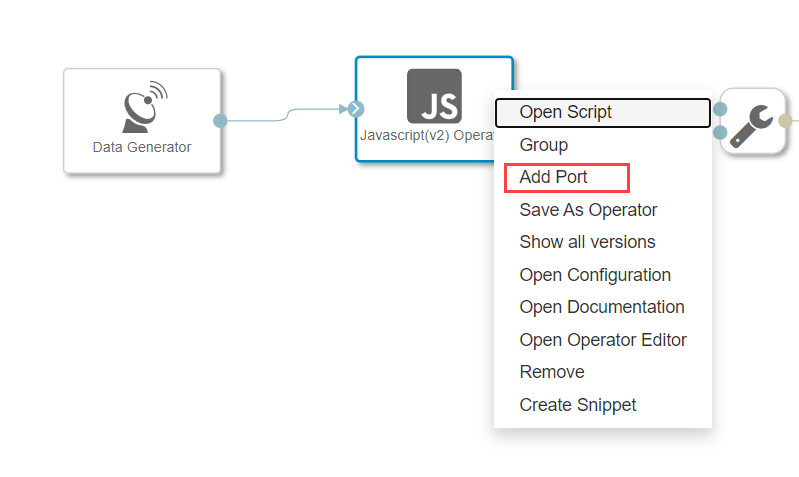 JS
Data Generator
Javascript(v2) Opera
Open Script
Group
Add Port
Save As Operator
Show all versions
Open Configuration
Open Documentation
Open Operator Editor
Remove
Create Snippet